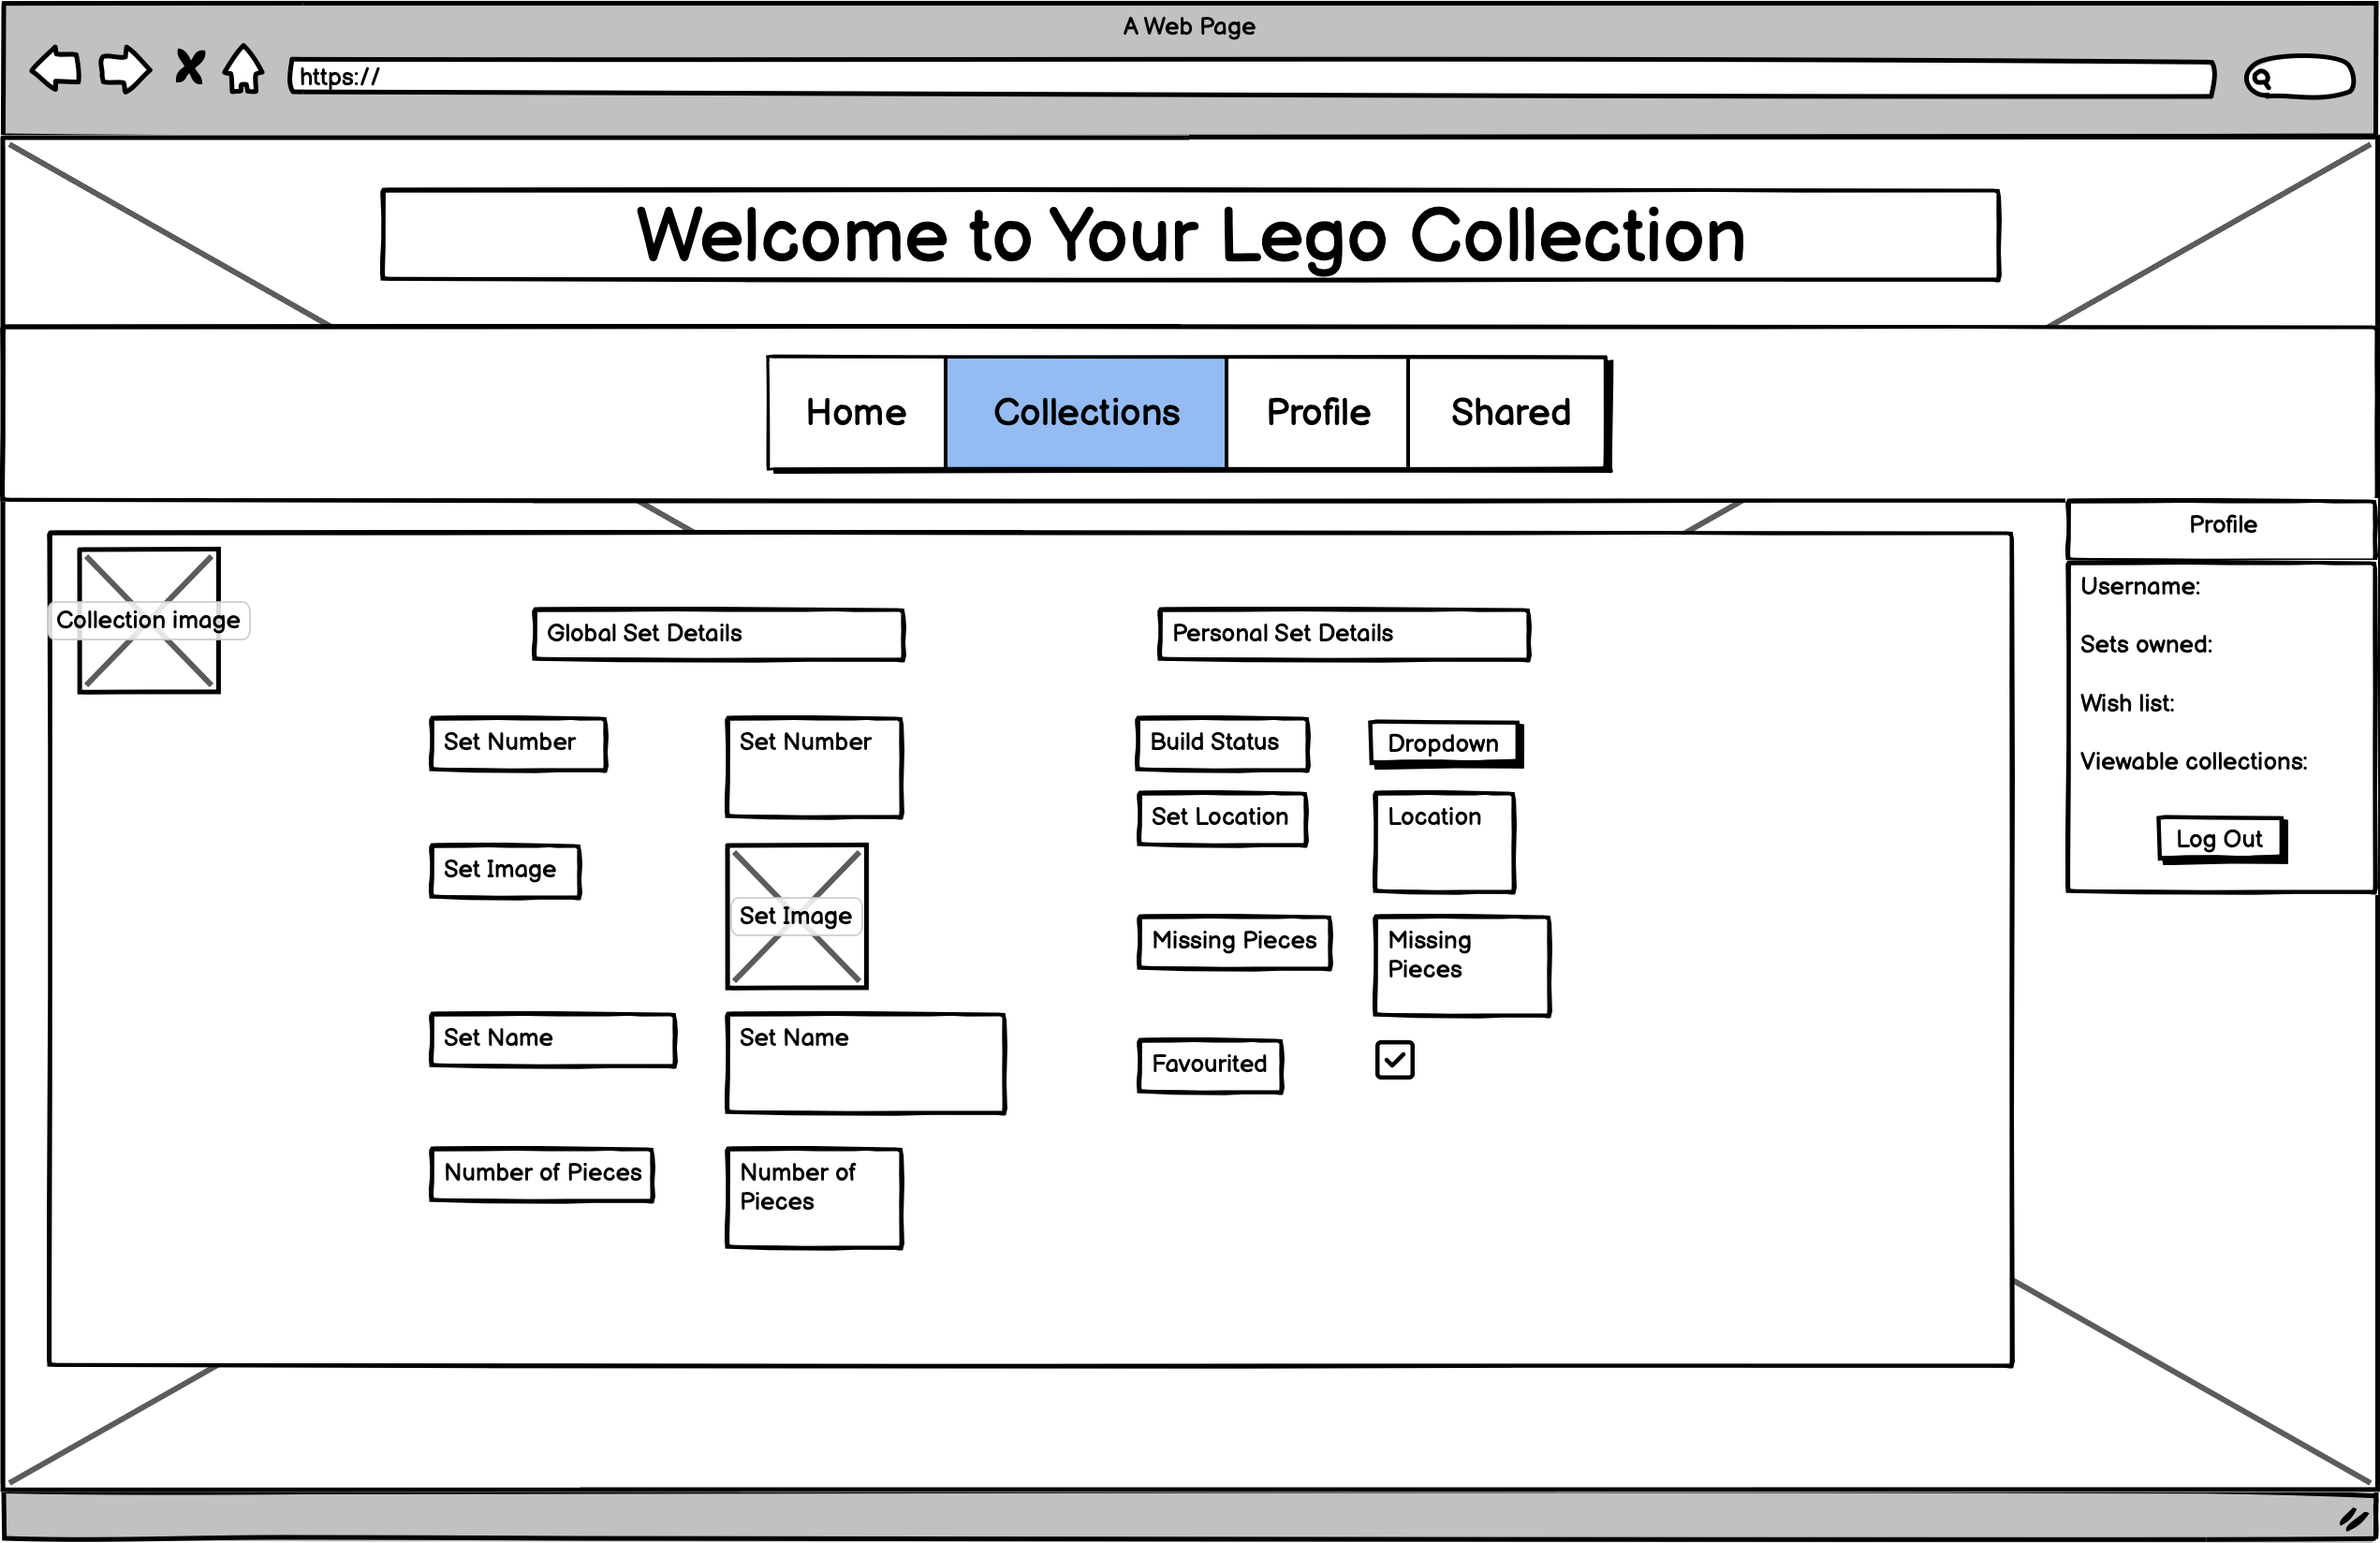 A Web Page
https://
Welcome to Your Lego Collection
Home
Collections
Profile
Shared
Collection image
Global Set Details
Set Number
Set Number
Set Image
Set Image
Set Name
Set Name
Number of Pieces
Number of
Pieces
Personal Set Details
Build Status
Dropdown
Set Location
Location
Missing Pieces
Missing
Pieces
Favourited
Profile
Username:
Sets owned:
Wish list:
Viewable collections:
Log Out